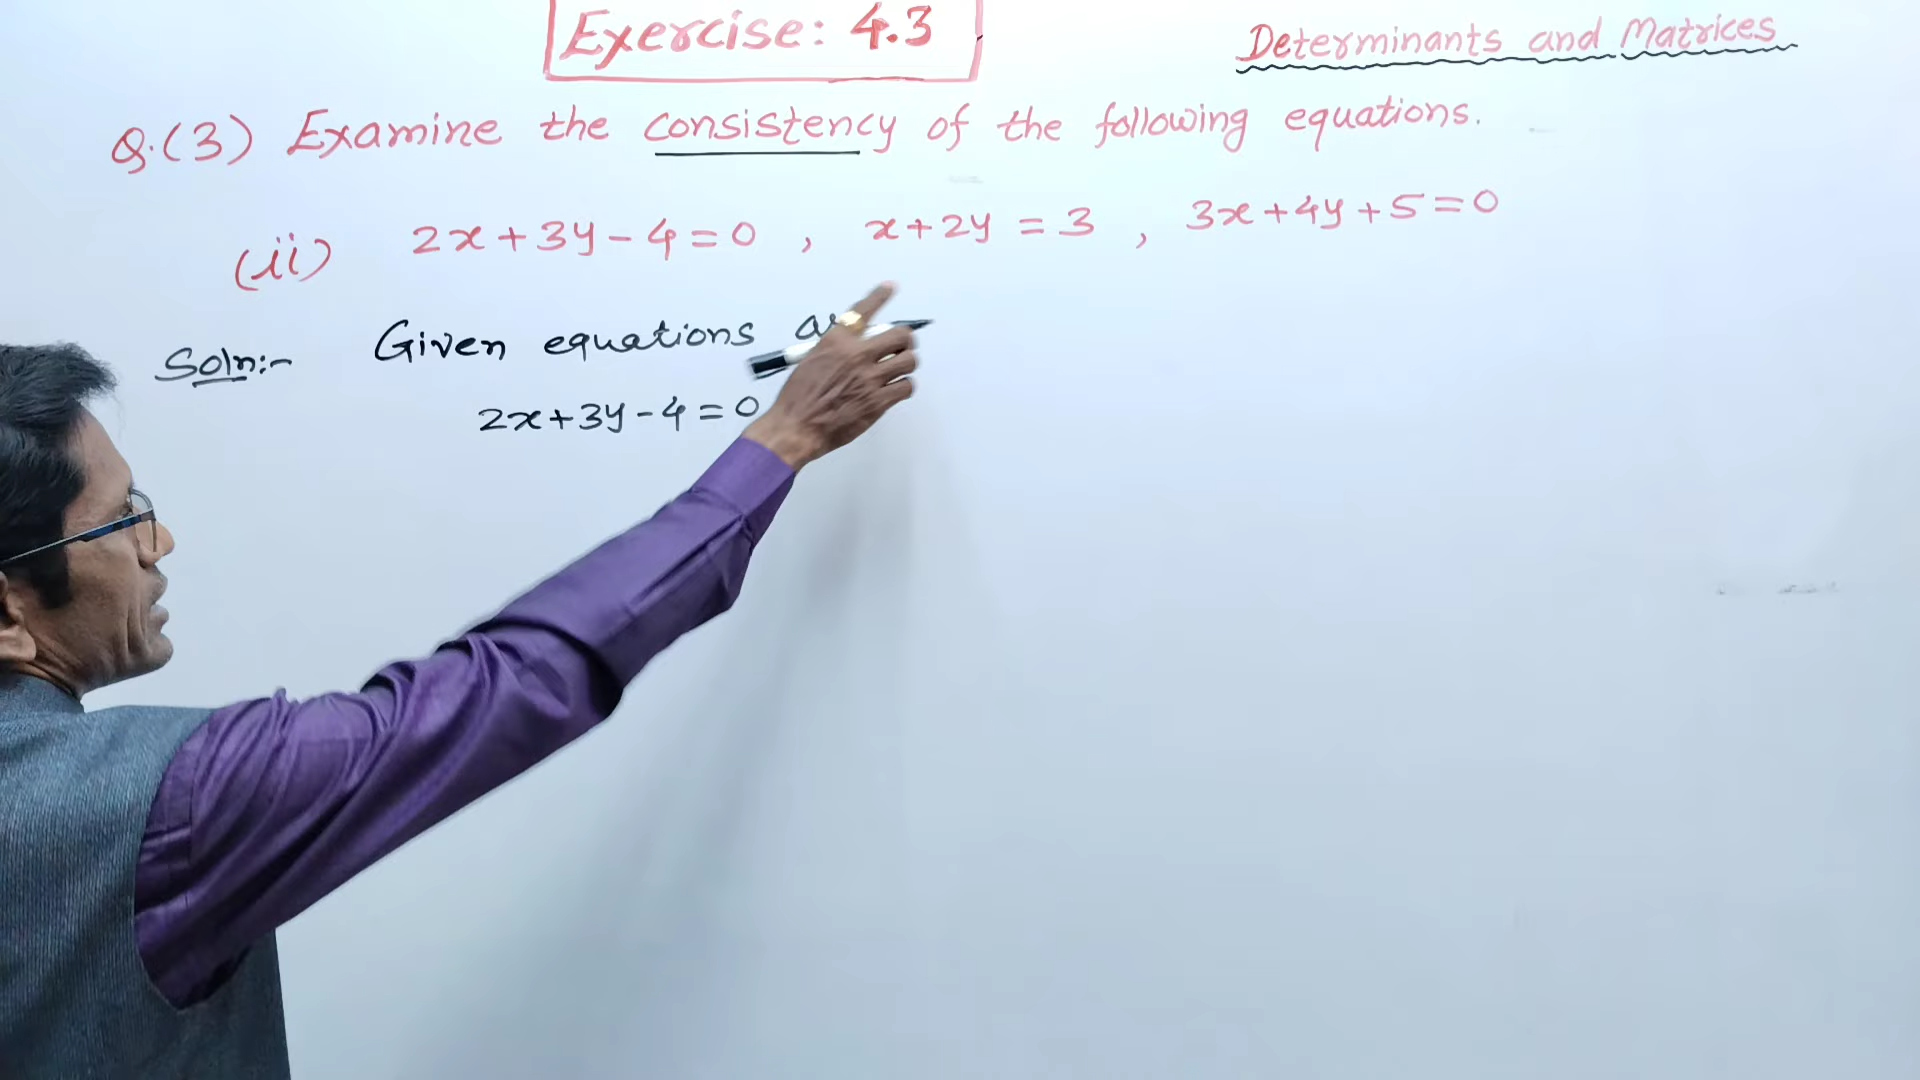 Exercise: 4.3
Determinants and Matrices
Q.(3) Examine the consistency of the following equations.
(ii) 2x+3y-4=0 , x+2y = 3 , 3x+4y+5=0
Soln:- Given equations
2x+3y-4=0